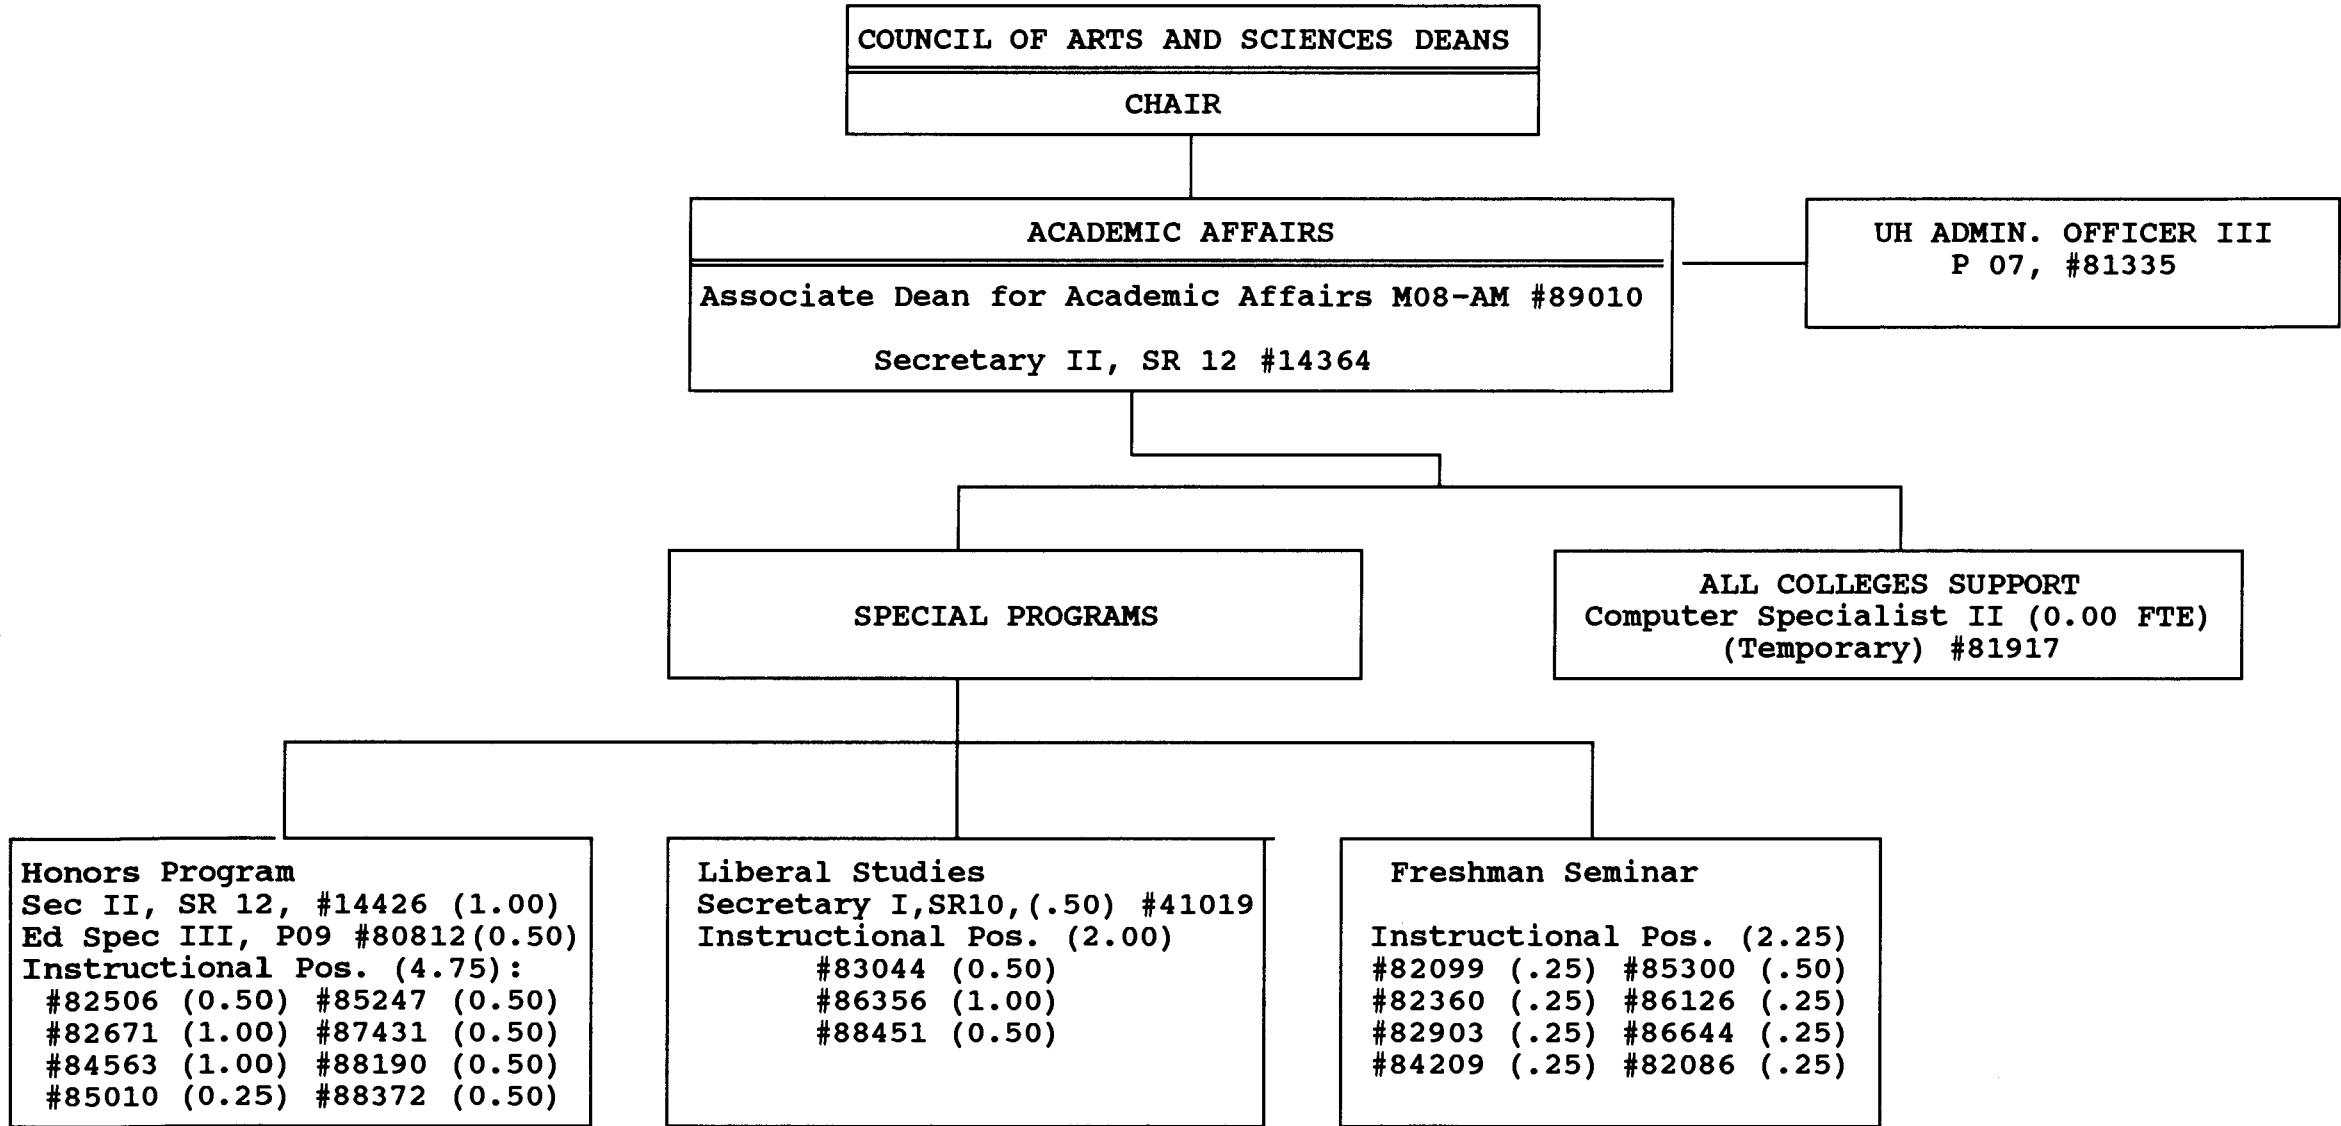 COUNCIL OF ARTS AND SCIENCES DEANS
CHAIR
ACADEMIC AFFAIRS
Associate Dean for Academic Affairs M08-AM #89010
Secretary II, SR 12 #14364
UH ADMIN. OFFICER III
P 07, #81335
SPECIAL PROGRAMS
ALL COLLEGES SUPPORT
Computer Specialist II (0.00 FTE)
(Temporary) #81917
Honors Program
Sec II, SR 12, #14426 (1.00)
Ed Spec III, P09 #80812(0.50)
Instructional Pos. (4.75):
#82506 (0.50) #85247 (0.50)
#82671 (1.00) #87431 (0.50)
#84563 (1.00) #88190 (0.50)
#85010 (0.25) #88372 (0.50)
Liberal Studies
Secretary I,SR10,(.50) #41019
Instructional Pos. (2.00)
#83044 (0.50)
#86356 (1.00)
#88451 (0.50)
Freshman Seminar
Instructional Pos. (2.25)
#82099 (.25) #85300 (.50)
#82360 (.25) #86126 (.25)
#82903 (.25) #86644 (.25)
#84209 (.25) #82086 (.25)